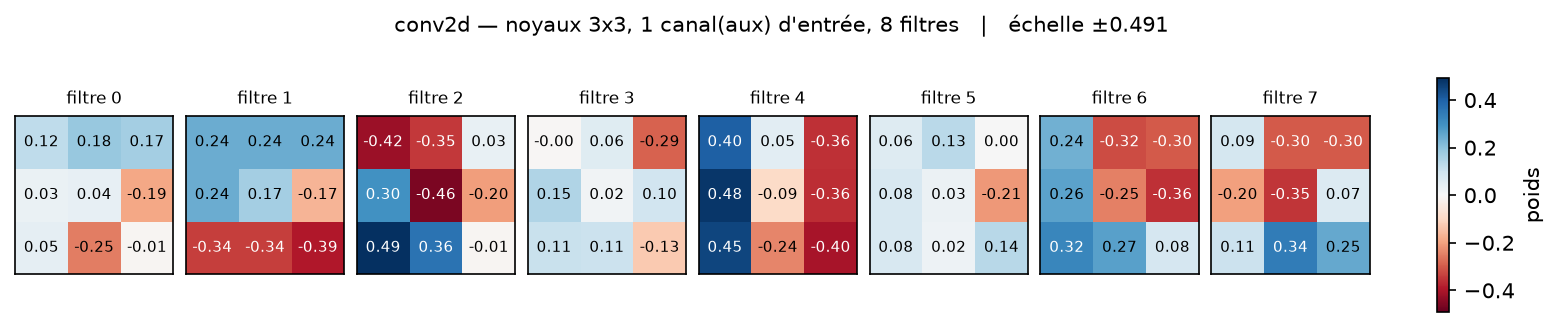 conv2d — noyaux 3x3, 1 canal(aux) d'entrée, 8 filtres | échelle ±0.491
filtre 0 filtre 1 filtre 2 filtre 3 filtre 4 filtre 5 filtre 6 filtre 7
0.12 0.18 0.17 0.24 0.24 0.24 -0.42 -0.35 0.03 -0.00 0.06 -0.29 0.40 0.05 -0.36 0.06 0.13 0.00 0.24 -0.32 -0.30 0.09 -0.30 -0.30
0.03 0.04 -0.19 0.24 0.17 -0.17 0.30 -0.46 -0.20 0.15 0.02 0.10 0.48 -0.09 -0.36 0.08 0.03 -0.21 0.26 -0.25 -0.36 -0.20 -0.35 0.07
0.05 -0.25 -0.01 -0.34 -0.34 -0.39 0.49 0.36 -0.01 0.11 0.11 -0.13 0.45 -0.24 -0.40 0.08 0.02 0.14 0.32 0.27 0.08 0.11 0.34 0.25
0.4
0.2
0.0
−0.2
−0.4
poids